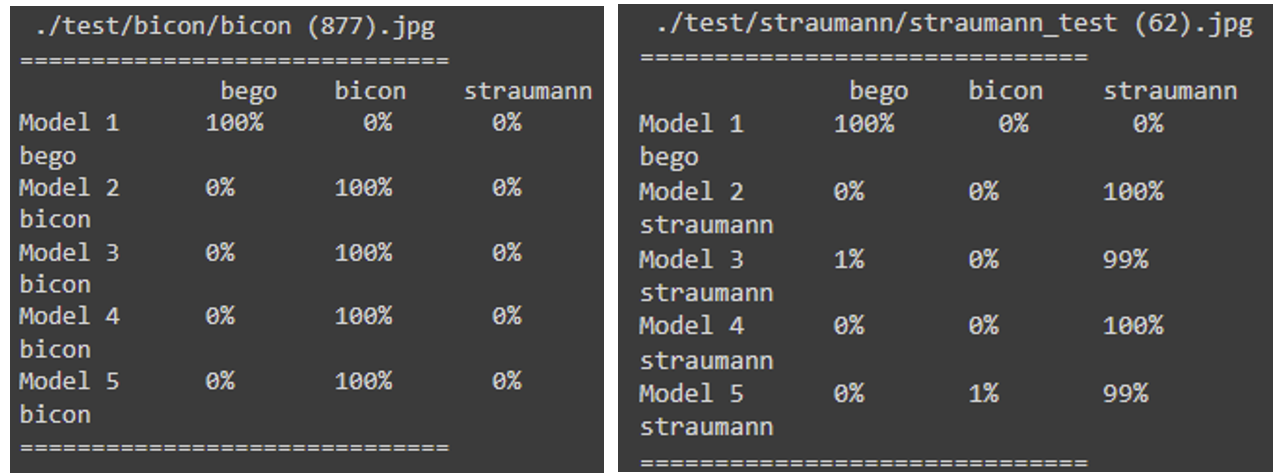 ./test/bicon/bicon (877).jpg
==============================
bego bicon straumann
Model 1 100% 0% 0%
bego
Model 2 0% 100% 0%
bicon
Model 3 0% 100% 0%
bicon
Model 4 0% 100% 0%
bicon
Model 5 0% 100% 0%
bicon
==============================
./test/straumann/straumann_test (62).jpg
==============================
bego bicon straumann
Model 1 100% 0% 0%
bego
Model 2 0% 0% 100%
straumann
Model 3 1% 0% 99%
straumann
Model 4 0% 0% 100%
straumann
Model 5 0% 1% 99%
straumann
==============================